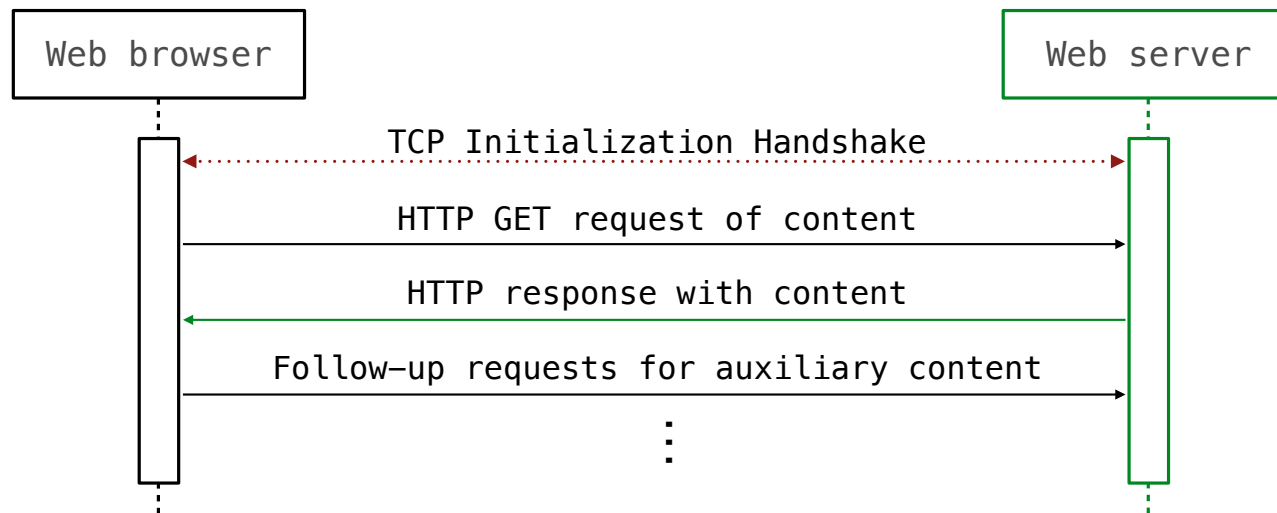 Web browser
Web server
TCP Initialization Handshake
HTTP GET request of content
HTTP response with content
Follow-up requests for auxiliary content
⋮